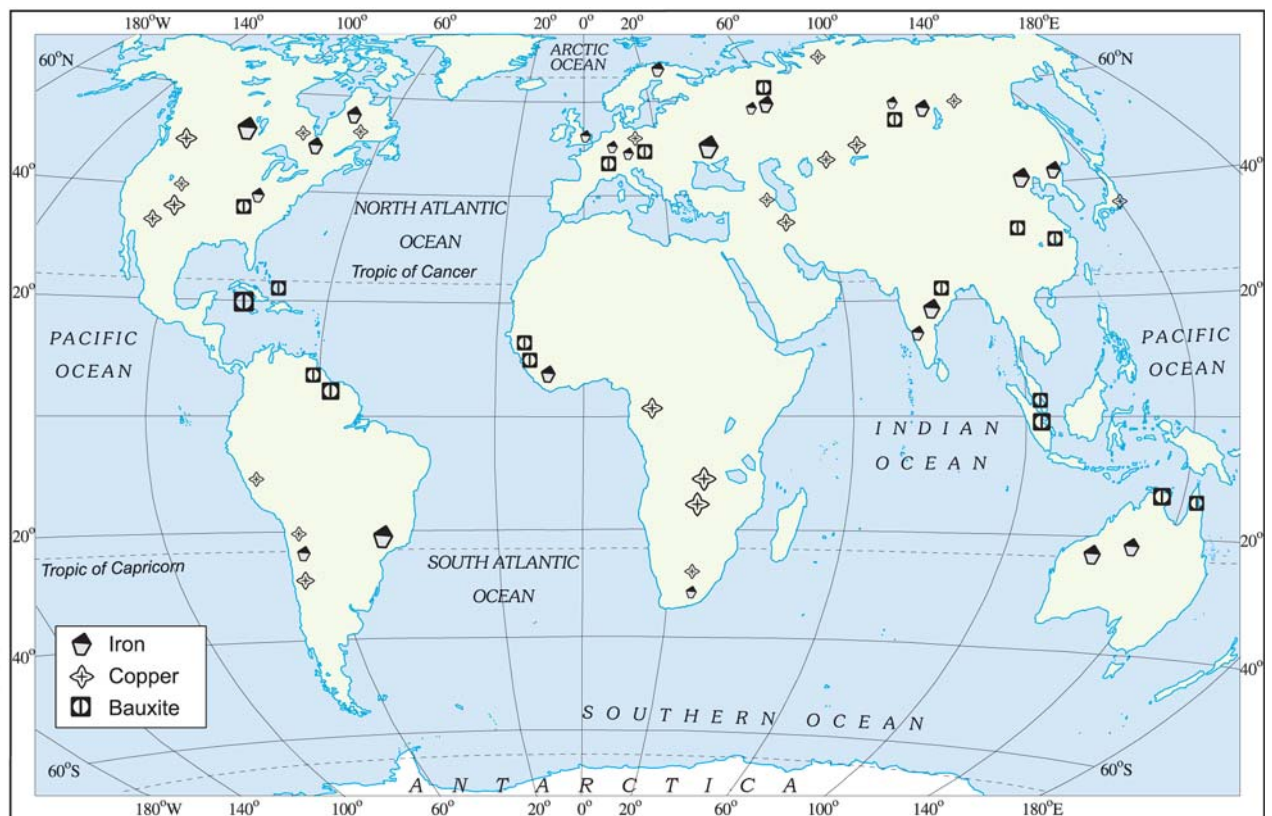 180°W 140° 100° 60° 20° 0° 20° 60° 100° 140° 180°E
ARCTIC
OCEAN
60°N
60°N
40°
40°
NORTH ATLANTIC
OCEAN
Tropic of Cancer
20°
20°
PACIFIC
OCEAN
PACIFIC
OCEAN
INDIAN
OCEAN
20°
20°
Tropic of Capricorn
SOUTH ATLANTIC
OCEAN
Iron
Copper
Bauxite
40°
40°
SOUTHERN OCEAN
60°S
60°S
ANTARCTICA
180°W 140° 100° 60° 20° 0° 20° 60° 100° 140° 180°E